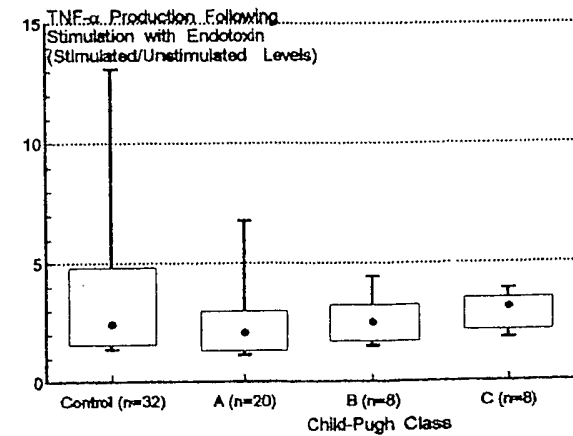 TNF-α Production Following
Stimulation with Endotoxin
(Stimulated/Unstimulated Levels)
15
10
5
0
Control (n=32) A (n=20) B (n=8) C (n=8)
Child-Pugh Class